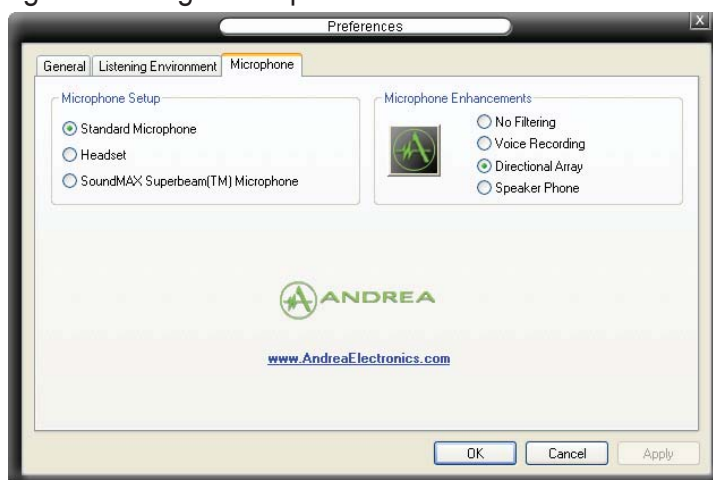 Preferences
X
General Listening Environment Microphone
Microphone Setup
Standard Microphone
Headset
SoundMAX Superbeam(TM) Microphone
Microphone Enhancements
No Filtering
Voice Recording
Directional Array
Speaker Phone
ANDREA
www.AndreaElectronics.com
OK Cancel Apply